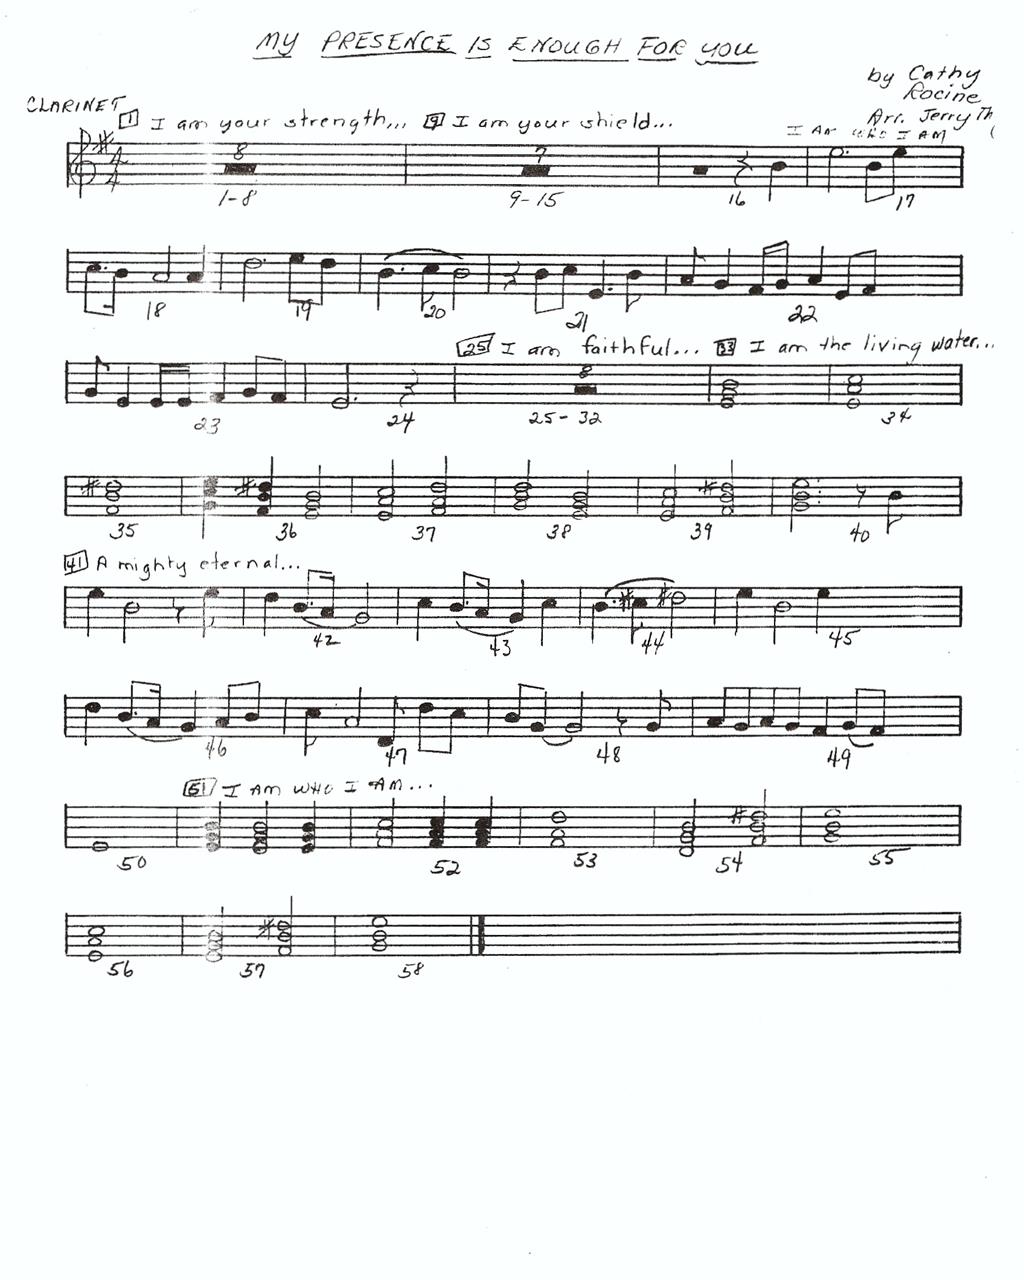 MY PRESENCE IS ENOUGH FOR YOU
by Cathy
Rocine
CLARINET
Arr. Jerry Th
1 I am your strength... 9 I am your shield...
I AM WHO I AM
4 4 8 7
1-8 9-15 16 17
18 19 20 21 22
25 I am faithful... 33 I am the living water...
8
23 24 25-32 34
35 36 37 38 39 40
41 A mighty eternal...
42 43 44 45
46 47 48 49
51 I AM WHO I AM...
50 52 53 54 55
56 57 58